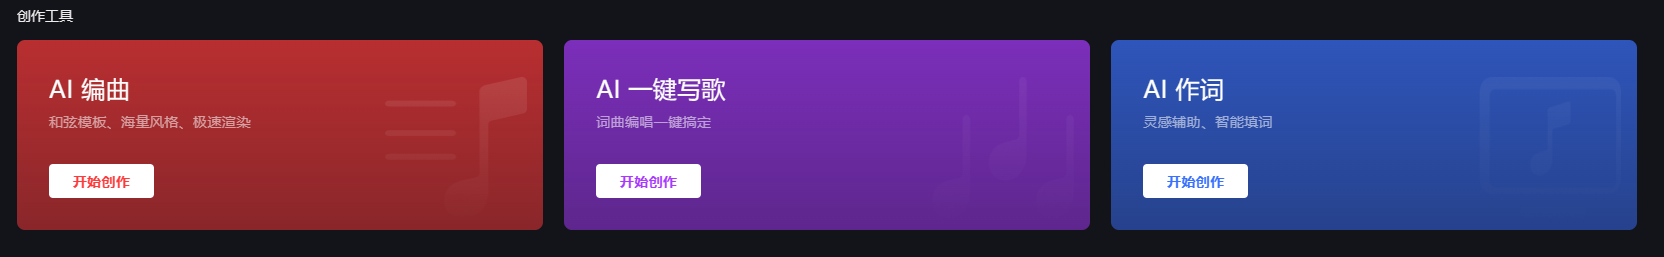 创作工具
AI 编曲
和弦模板、海量风格、极速渲染
开始创作
AI 一键写歌
词曲编唱一键搞定
开始创作
AI 作词
灵感辅助、智能填词
开始创作